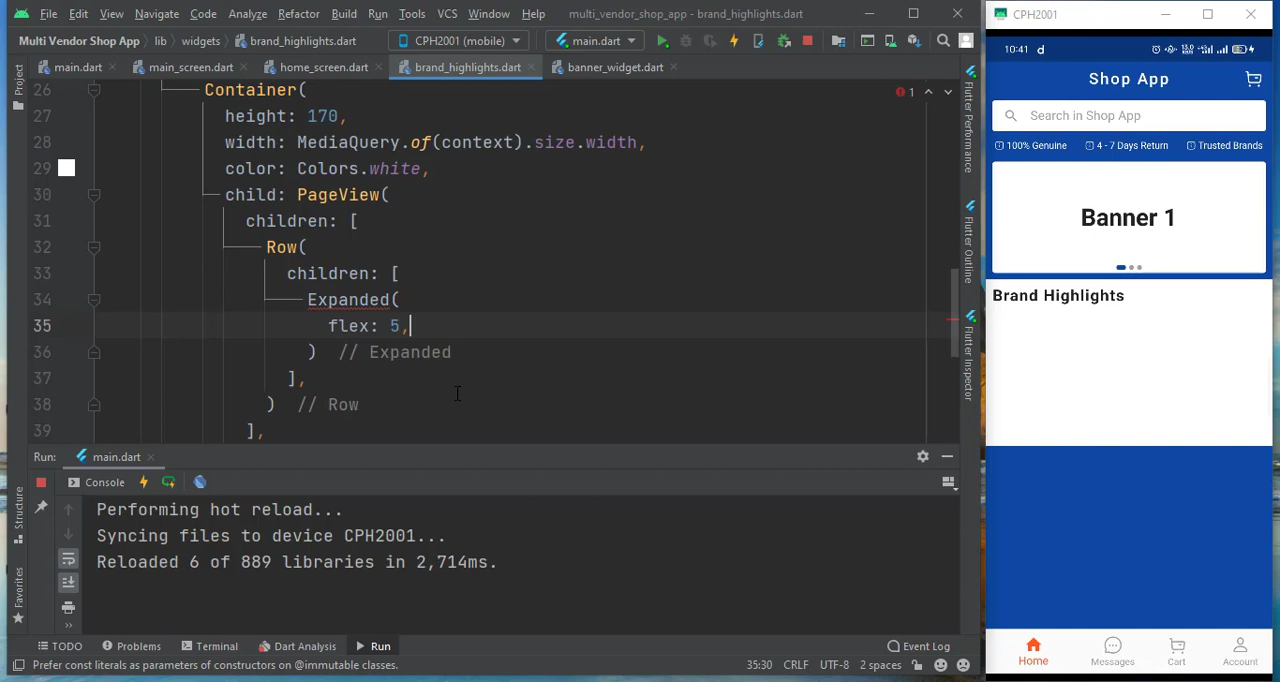 File Edit View Navigate Code Analyze Refactor Build Run Tools VCS Window Help multi_vendor_shop_app - brand_highlights.dart
Multi Vendor Shop App lib widgets brand_highlights.dart CPH2001 (mobile) main.dart
main.dart main_screen.dart home_screen.dart brand_highlights.dart banner_widget.dart
Project
Structure
Favorites
26 Container(
27 height: 170,
28 width: MediaQuery.of(context).size.width,
29 color: Colors.white,
30 child: PageView(
31 children: [
32 Row(
33 children: [
34 Expanded(
35 flex: 5,
36 ) // Expanded
37 ],
38 ) // Row
39 ],
1
Flutter Performance
Flutter Outline
Flutter Inspector
Run: main.dart
Console
Performing hot reload...
Syncing files to device CPH2001...
Reloaded 6 of 889 libraries in 2,714ms.
TODO Problems Terminal Dart Analysis Run Event Log
Prefer const literals as parameters of constructors on @immutable classes. 35:30 CRLF UTF-8 2 spaces
CPH2001
10:41 d
Shop App
Search in Shop App
100% Genuine 4 - 7 Days Return Trusted Brands
Banner 1
Brand Highlights
Home Messages Cart Account